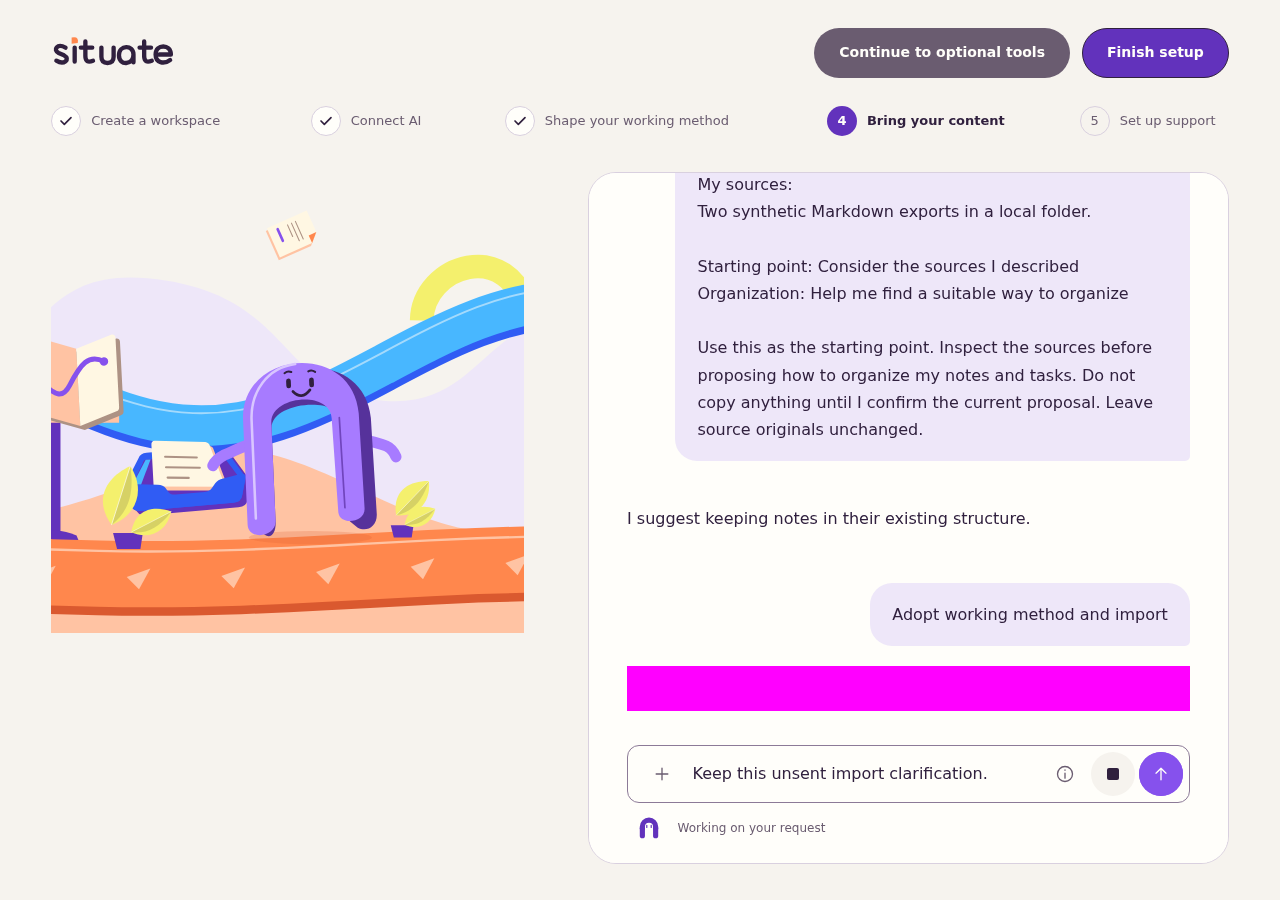 situate
Continue to optional tools
Finish setup
Create a workspace
Connect AI
Shape your working method
4 Bring your content
5 Set up support
My sources:
Two synthetic Markdown exports in a local folder.
Starting point: Consider the sources I described
Organization: Help me find a suitable way to organize
Use this as the starting point. Inspect the sources before
proposing how to organize my notes and tasks. Do not
copy anything until I confirm the current proposal. Leave
source originals unchanged.
I suggest keeping notes in their existing structure.
Adopt working method and import
Keep this unsent import clarification.
Working on your request